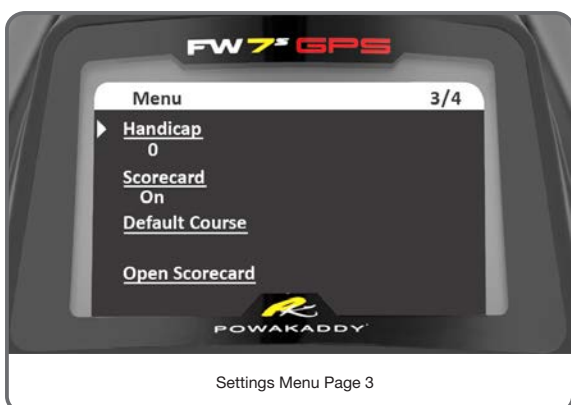 FW7s GPS
Menu 3/4
Handicap
0
Scorecard
On
Default Course
Open Scorecard
POWAKADDY
Settings Menu Page 3